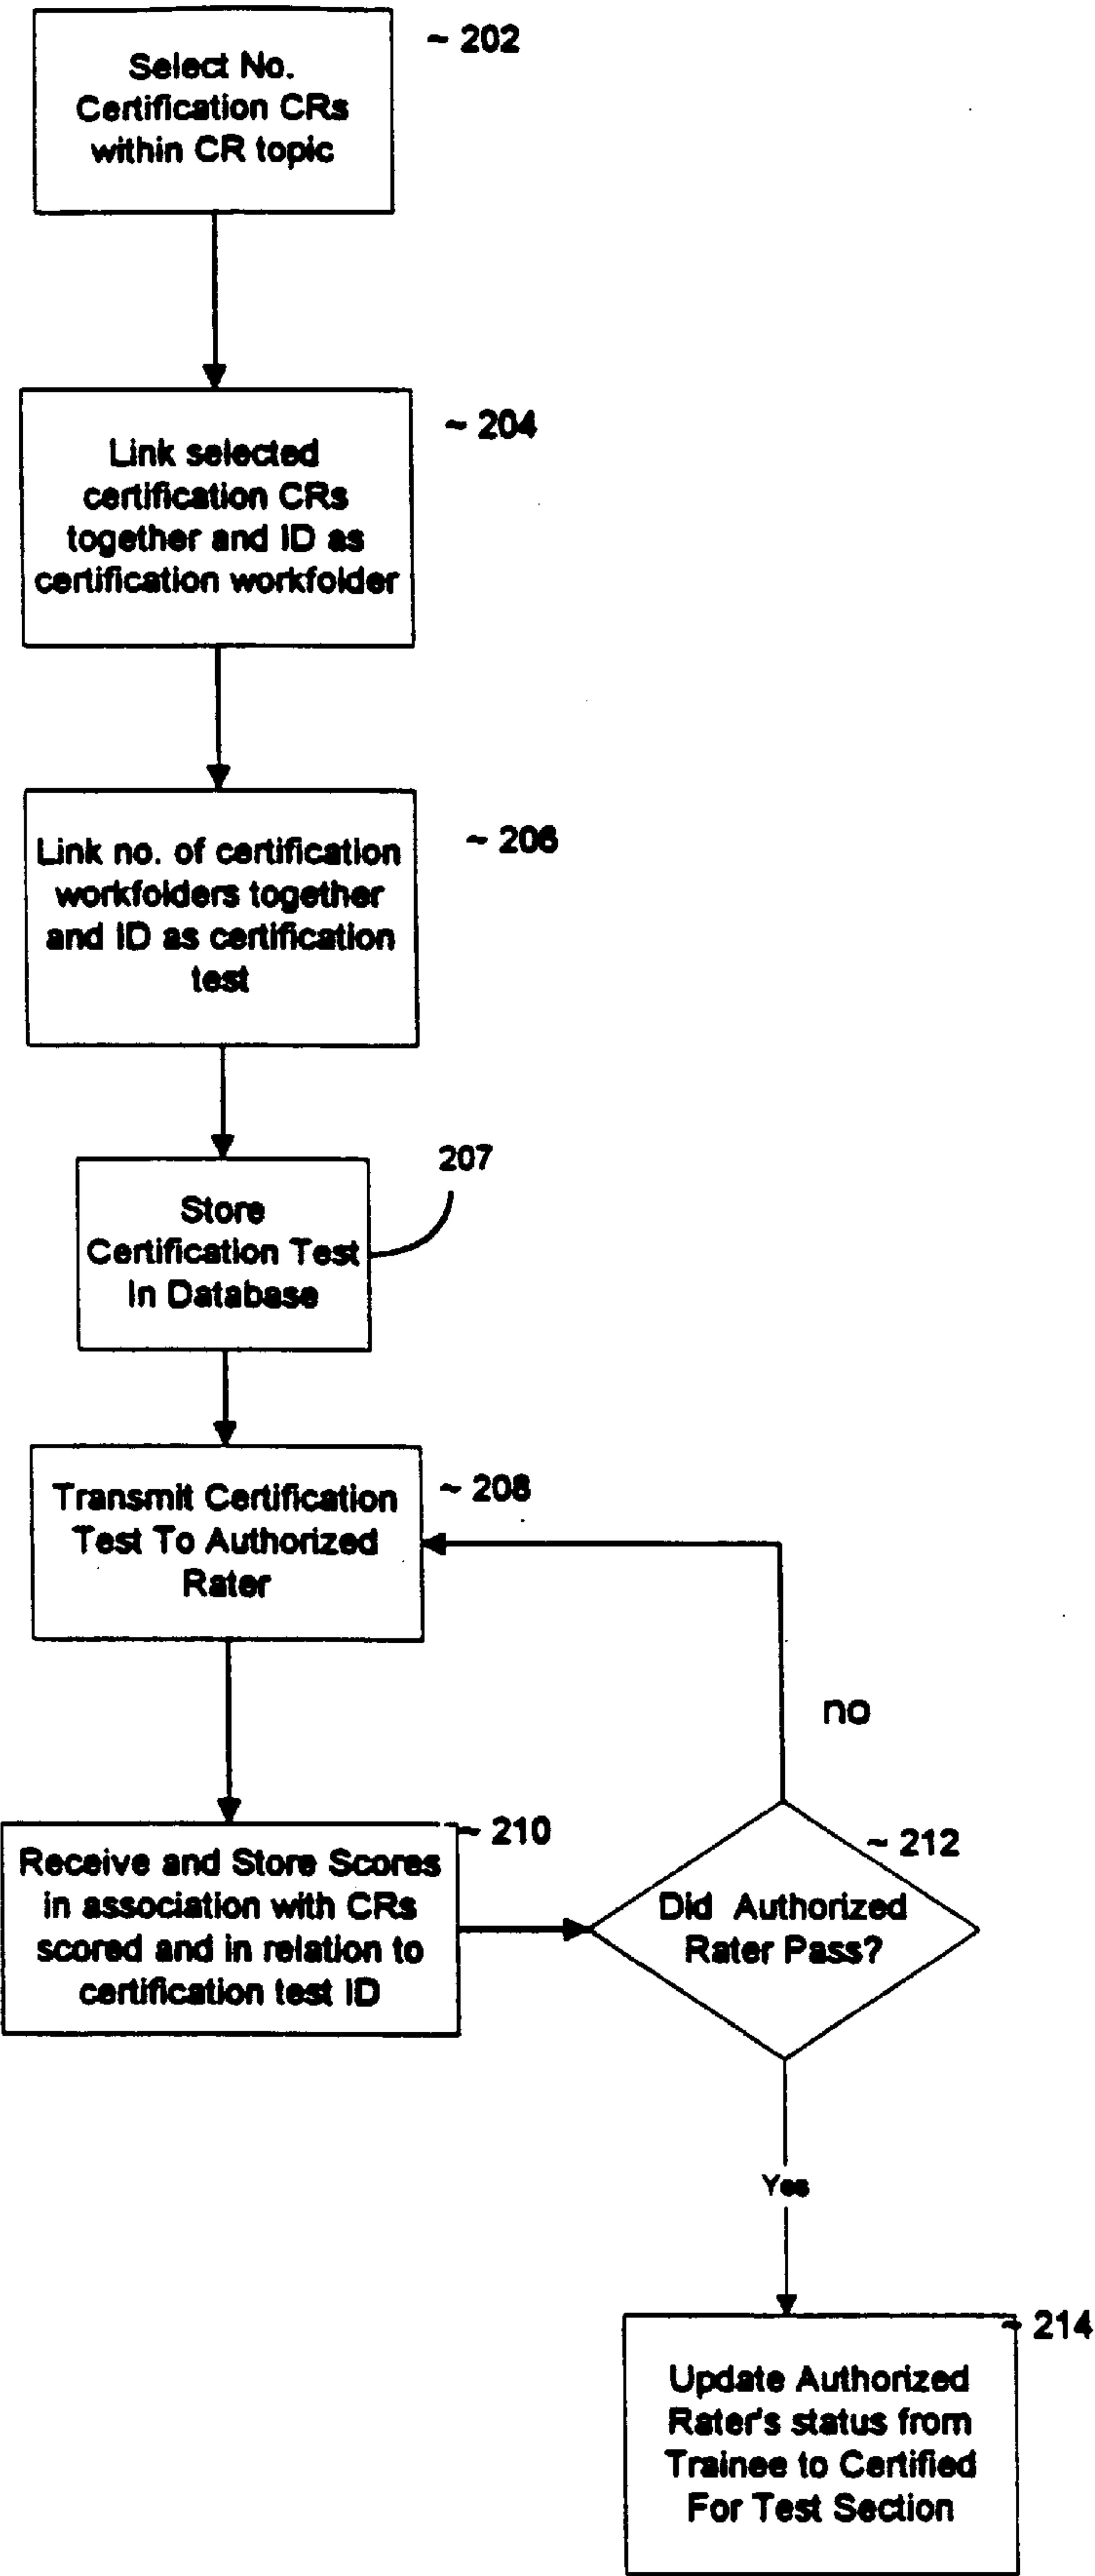 Select No.
Certification CRs
within CR topic
~ 202
Link selected
certification CRs
together and ID as
certification workfolder
~ 204
Link no. of certification
workfolders together
and ID as certification
test
~ 206
Store
Certification Test
In Database
207
Transmit Certification
Test To Authorized
Rater
~ 208
no
Receive and Store Scores
in association with CRs
scored and in relation to
certification test ID
~ 210
Did Authorized
Rater Pass?
~ 212
Yes
Update Authorized
Rater's status from
Trainee to Certified
For Test Section
~ 214